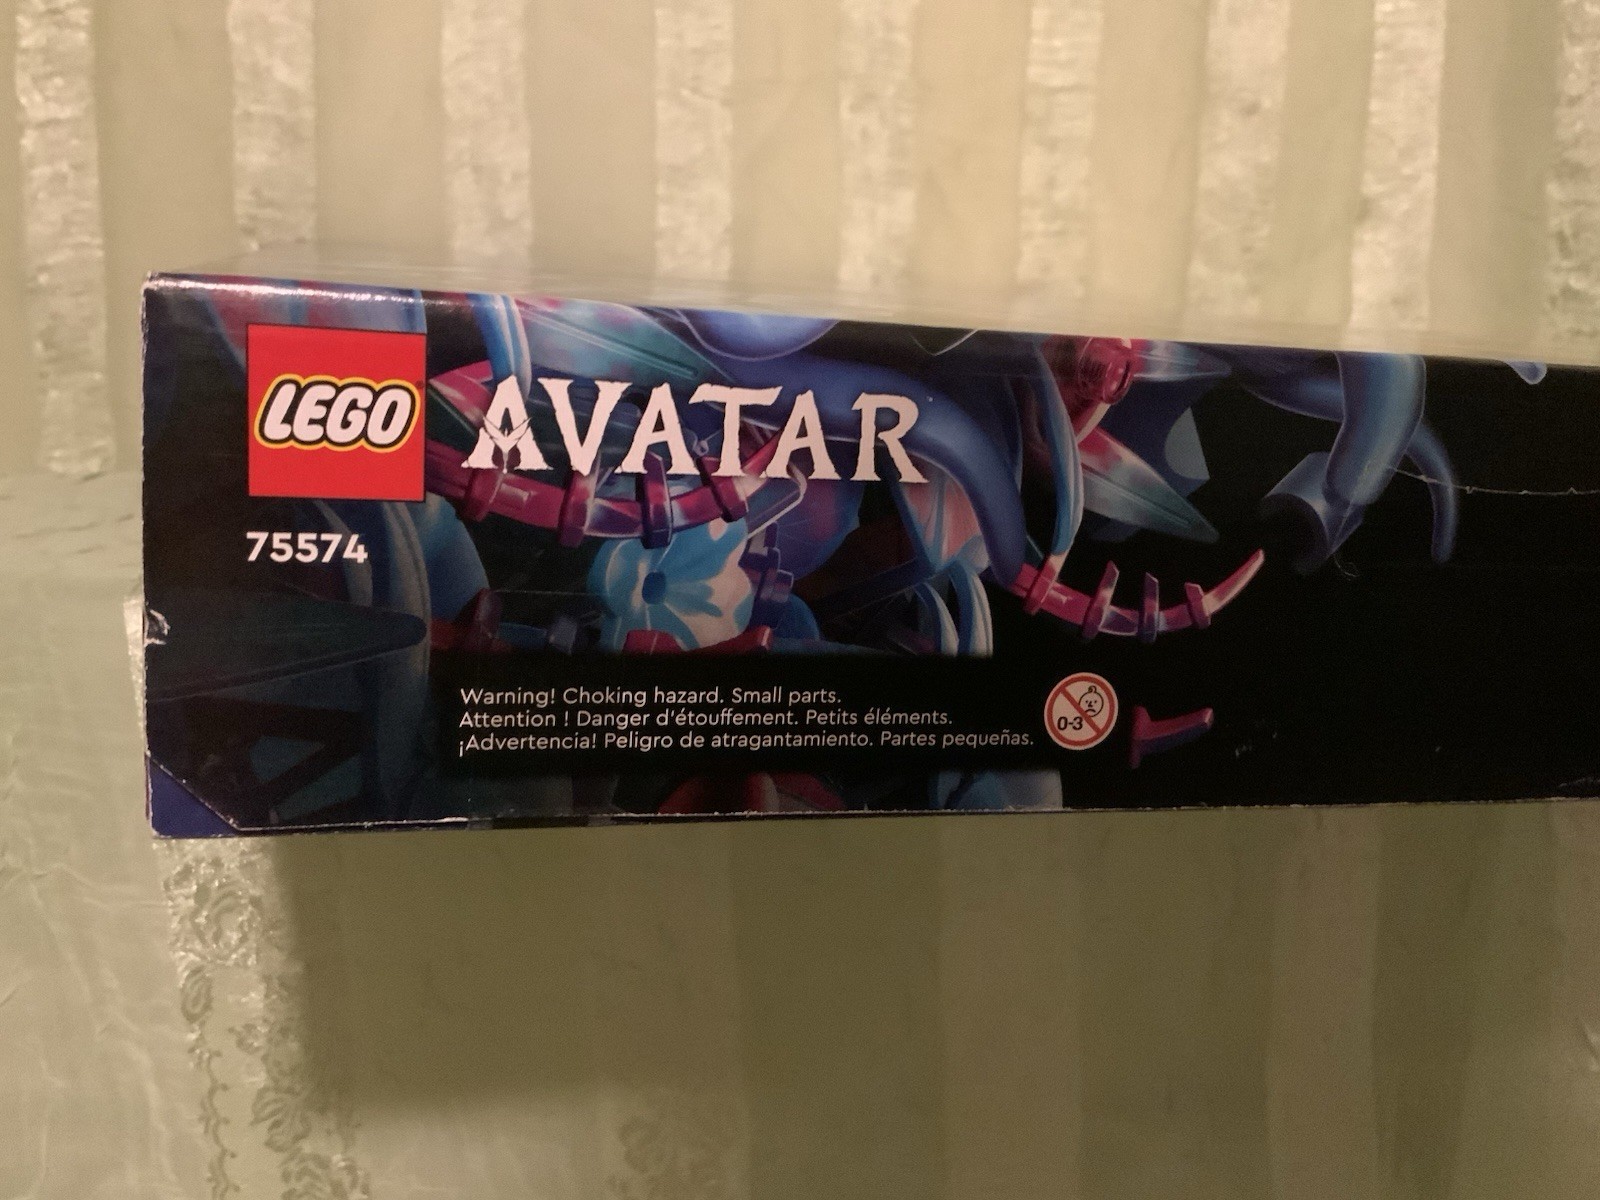 LEGO
AVATAR
75574
Warning! Choking hazard. Small parts.
Attention ! Danger d'étouffement. Petits éléments.
¡Advertencia! Peligro de atragantamiento. Partes pequeñas.
0-3